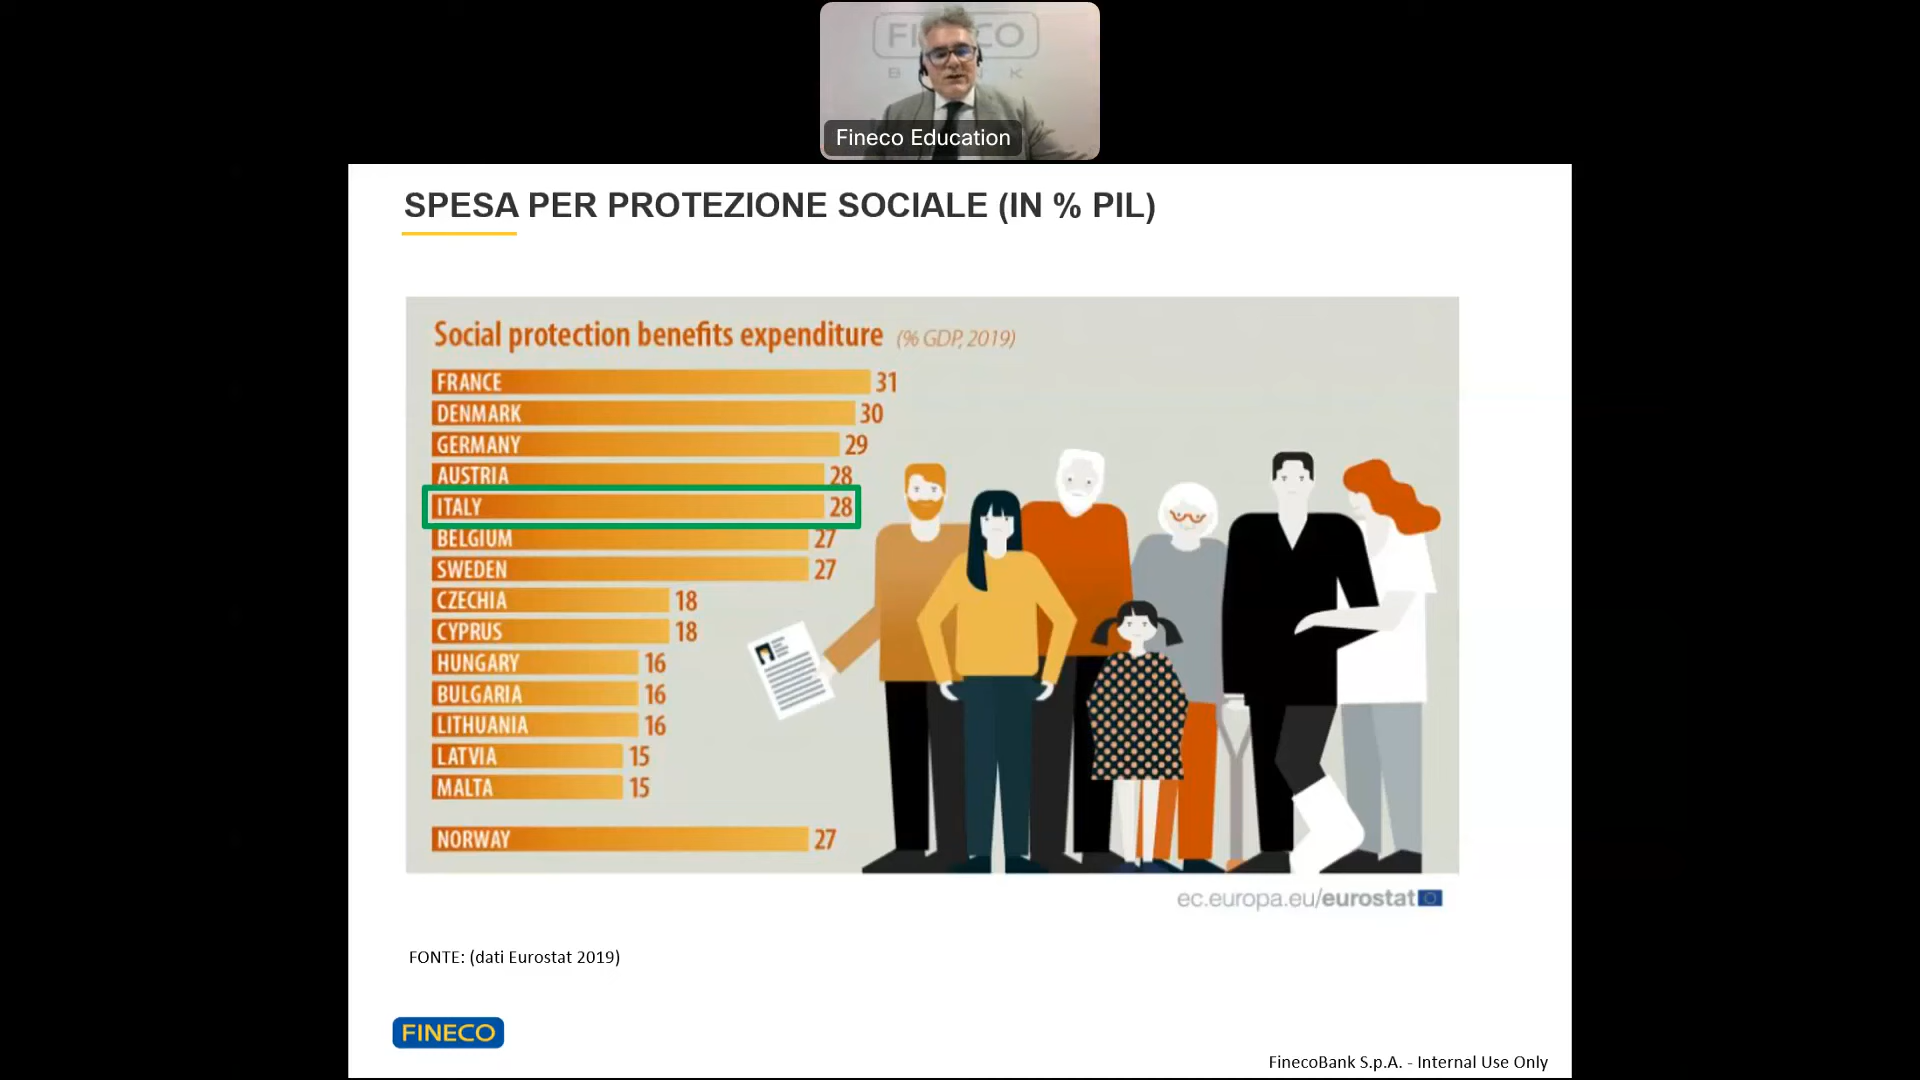 FINECO
BANK
Fineco Education
SPESA PER PROTEZIONE SOCIALE (IN % PIL)
Social protection benefits expenditure (% GDP, 2019)
FRANCE 31
DENMARK 30
GERMANY 29
AUSTRIA 28
ITALY 28
BELGIUM 27
SWEDEN 27
CZECHIA 18
CYPRUS 18
HUNGARY 16
BULGARIA 16
LITHUANIA 16
LATVIA 15
MALTA 15
NORWAY 27
ec.europa.eu/eurostat
FONTE: (dati Eurostat 2019)
FINECO
FinecoBank S.p.A. - Internal Use Only